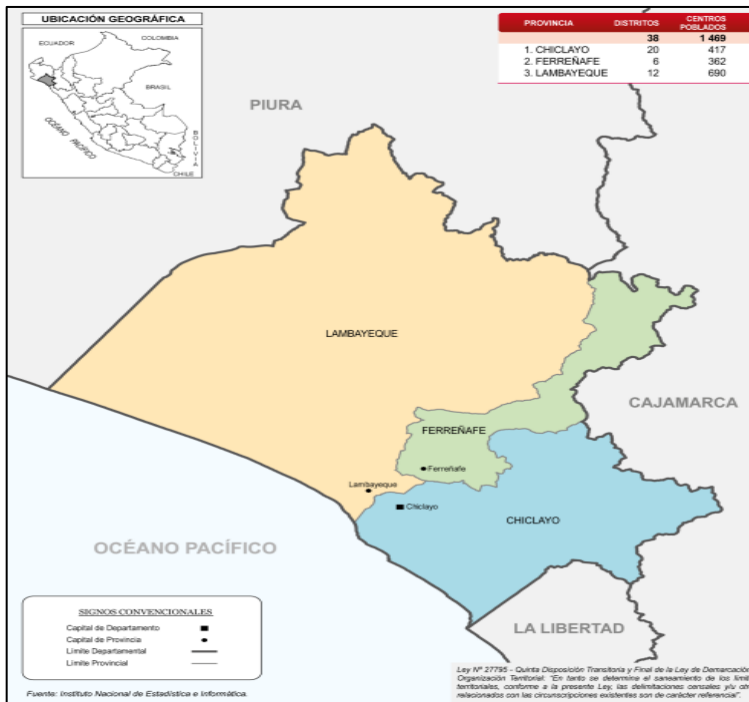 UBICACIÓN GEOGRÁFICA
ECUADOR
COLOMBIA
BRASIL
BOLIVIA
OCÉANO PACÍFICO
CHILE
PROVINCIA DISTRITOS CENTROS POBLADOS
38 1 469
1. CHICLAYO 20 417
2. FERREÑAFE 6 362
3. LAMBAYEQUE 12 690
PIURA
LAMBAYEQUE
CAJAMARCA
FERREÑAFE
Ferreñafe
Lambayeque
Chiclayo
CHICLAYO
OCÉANO PACÍFICO
LA LIBERTAD
SIGNOS CONVENCIONALES
Capital de Departamento
Capital de Provincia
Límite Departamental
Límite Provincial
Fuente: Instituto Nacional de Estadística e Informática.
Ley Nº 27795 - Quinta Disposición Transitoria y Final de la Ley de Demarcación
Organización Territorial: "En tanto se determina el saneamiento de los límit
territoriales, conforme a la presente Ley, las delimitaciones censales y/u otro
relacionados con las circunscripciones existentes son de carácter referencial".